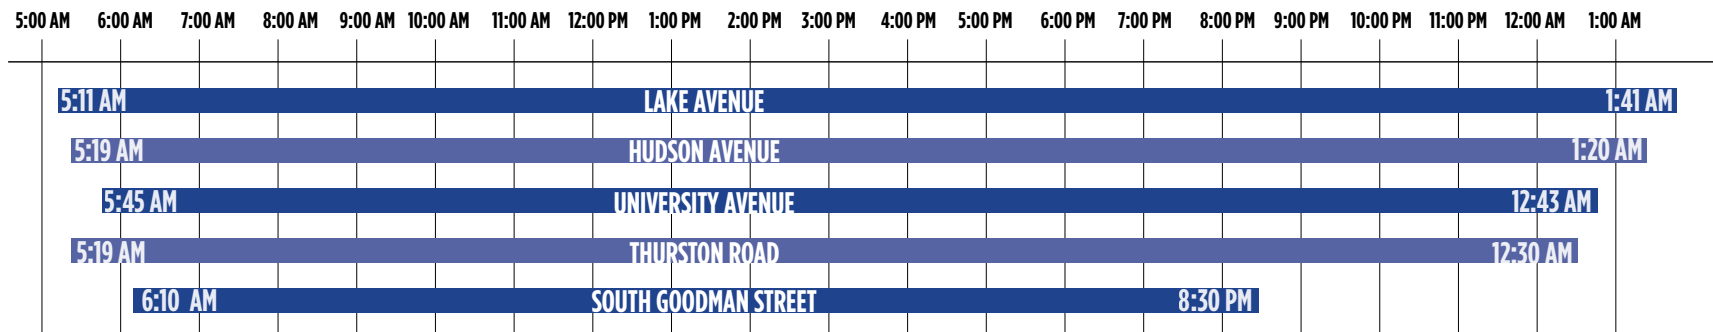 5:00 AM 6:00 AM 7:00 AM 8:00 AM 9:00 AM 10:00 AM 11:00 AM 12:00 PM 1:00 PM 2:00 PM 3:00 PM 4:00 PM 5:00 PM 6:00 PM 7:00 PM 8:00 PM 9:00 PM 10:00 PM 11:00 PM 12:00 AM 1:00 AM
5:11 AM LAKE AVENUE 1:41 AM
5:19 AM HUDSON AVENUE 1:20 AM
5:45 AM UNIVERSITY AVENUE 12:43 AM
5:19 AM THURSTON ROAD 12:30 AM
6:10 AM SOUTH GOODMAN STREET 8:30 PM